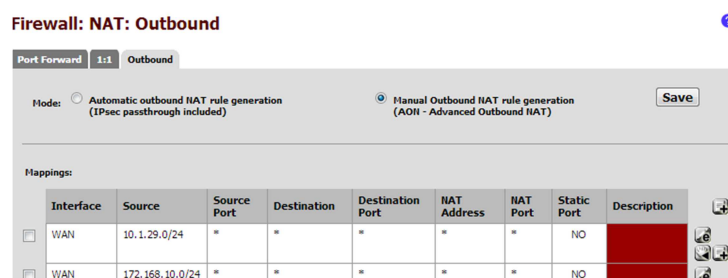 Firewall: NAT: Outbound
Port Forward 1:1 Outbound
Mode: Automatic outbound NAT rule generation
(IPsec passthrough included)
Manual Outbound NAT rule generation
(AON - Advanced Outbound NAT)
Save
Mappings:
Interface Source Source Port Destination Destination Port NAT Address NAT Port Static Port Description
WAN 10.1.29.0/24 * * * * * NO
WAN 172.168.10.0/24 * * * * * NO